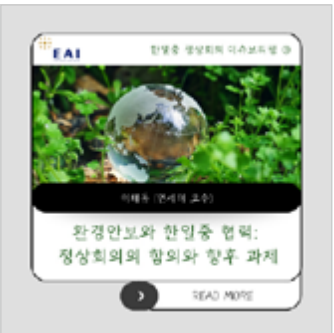 EAI
한일중 정상회의 이슈브리핑 ③
이태동 (연세대 교수)
환경안보와 한일중 협력:
정상회의의 함의와 향후 과제
READ MORE